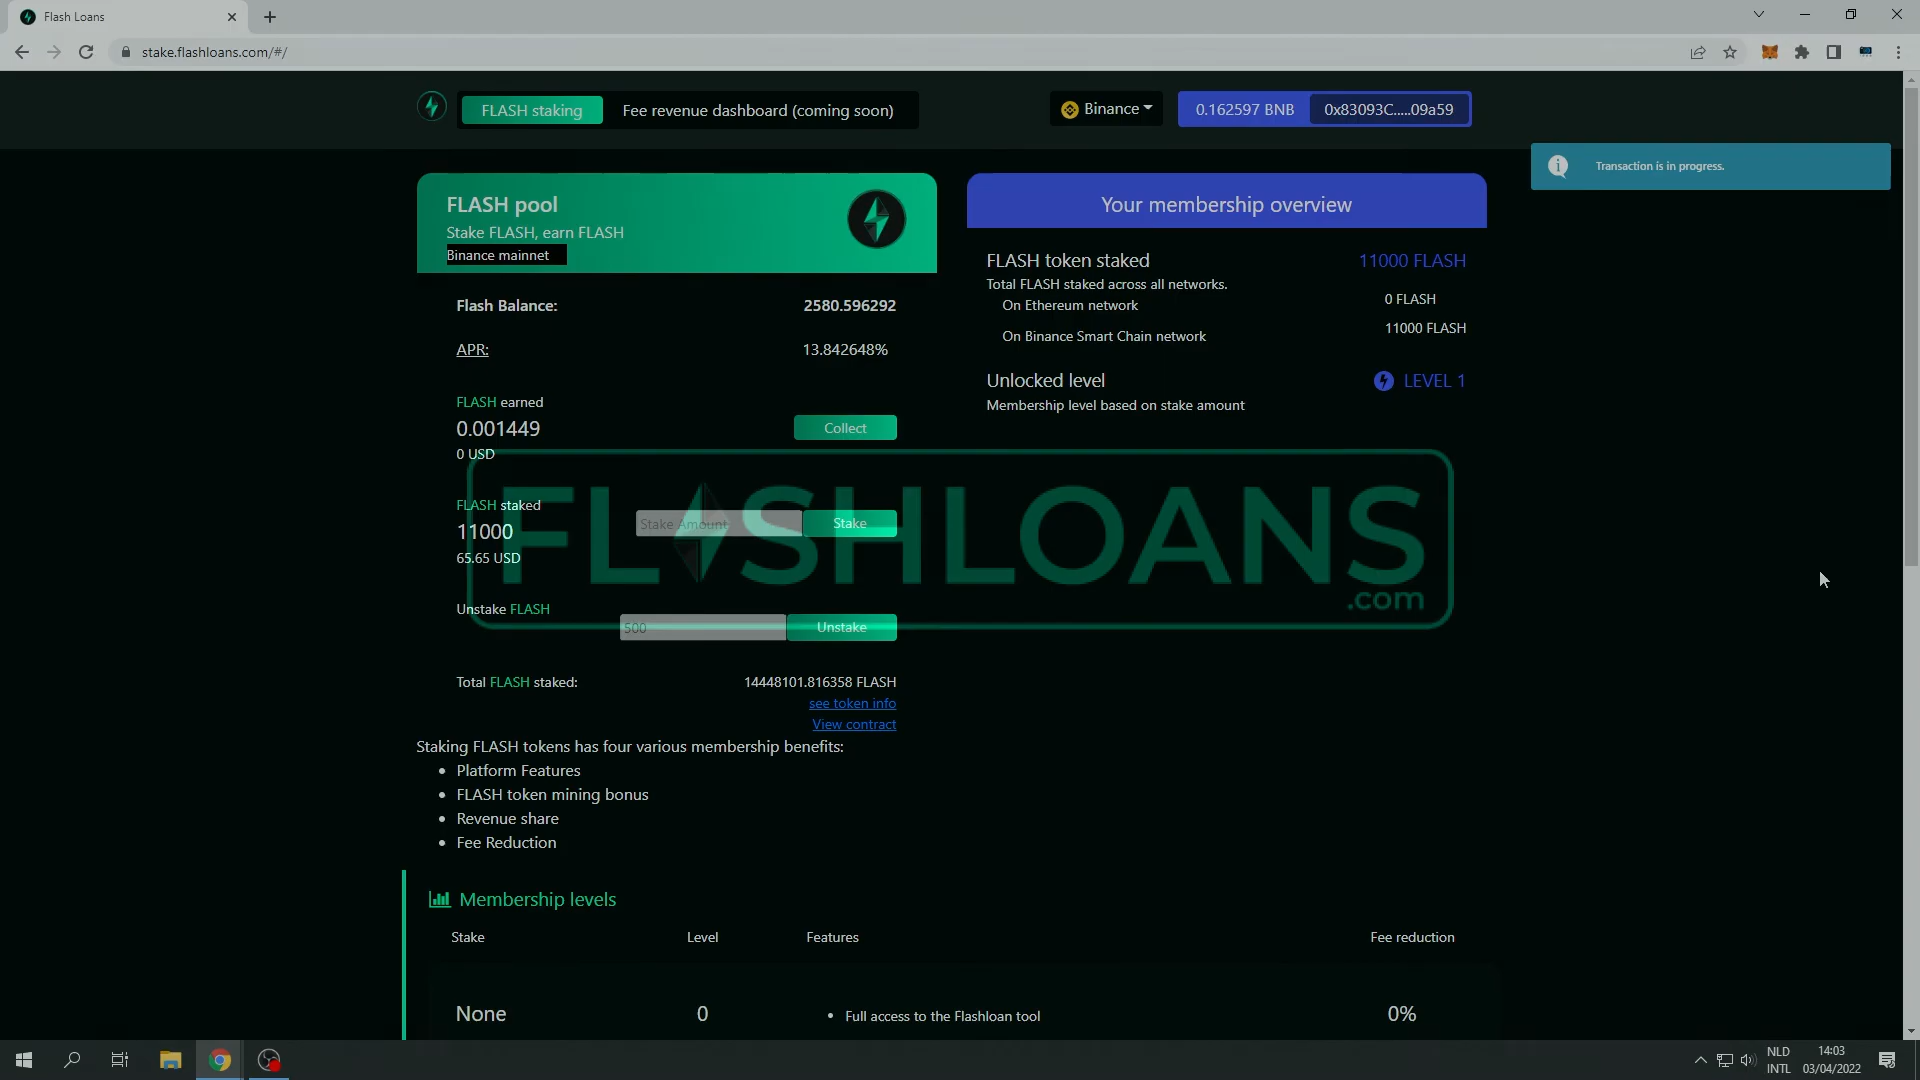 Flash Loans
stake.flashloans.com/#/
FLASH staking
Fee revenue dashboard (coming soon)
Binance
0.162597 BNB
0x83093C.....09a59
Transaction is in progress.
FLASH pool
Stake FLASH, earn FLASH
Binance mainnet
Flash Balance: 2580.596292
APR: 13.842648%
FLASH earned
0.001449
Collect
0 USD
FLASH staked
11000
Stake Amount
Stake
65.65 USD
Unstake FLASH
500
Unstake
Total FLASH staked: 14448101.816358 FLASH
see token info
View contract
Your membership overview
FLASH token staked 11000 FLASH
Total FLASH staked across all networks.
On Ethereum network 0 FLASH
On Binance Smart Chain network 11000 FLASH
Unlocked level LEVEL 1
Membership level based on stake amount
FLASHLOANS
.com
Staking FLASH tokens has four various membership benefits:
• Platform Features
• FLASH token mining bonus
• Revenue share
• Fee Reduction
Membership levels
Stake Level Features Fee reduction
None 0 • Full access to the Flashloan tool 0%
NLD 14:03
INTL 03/04/2022